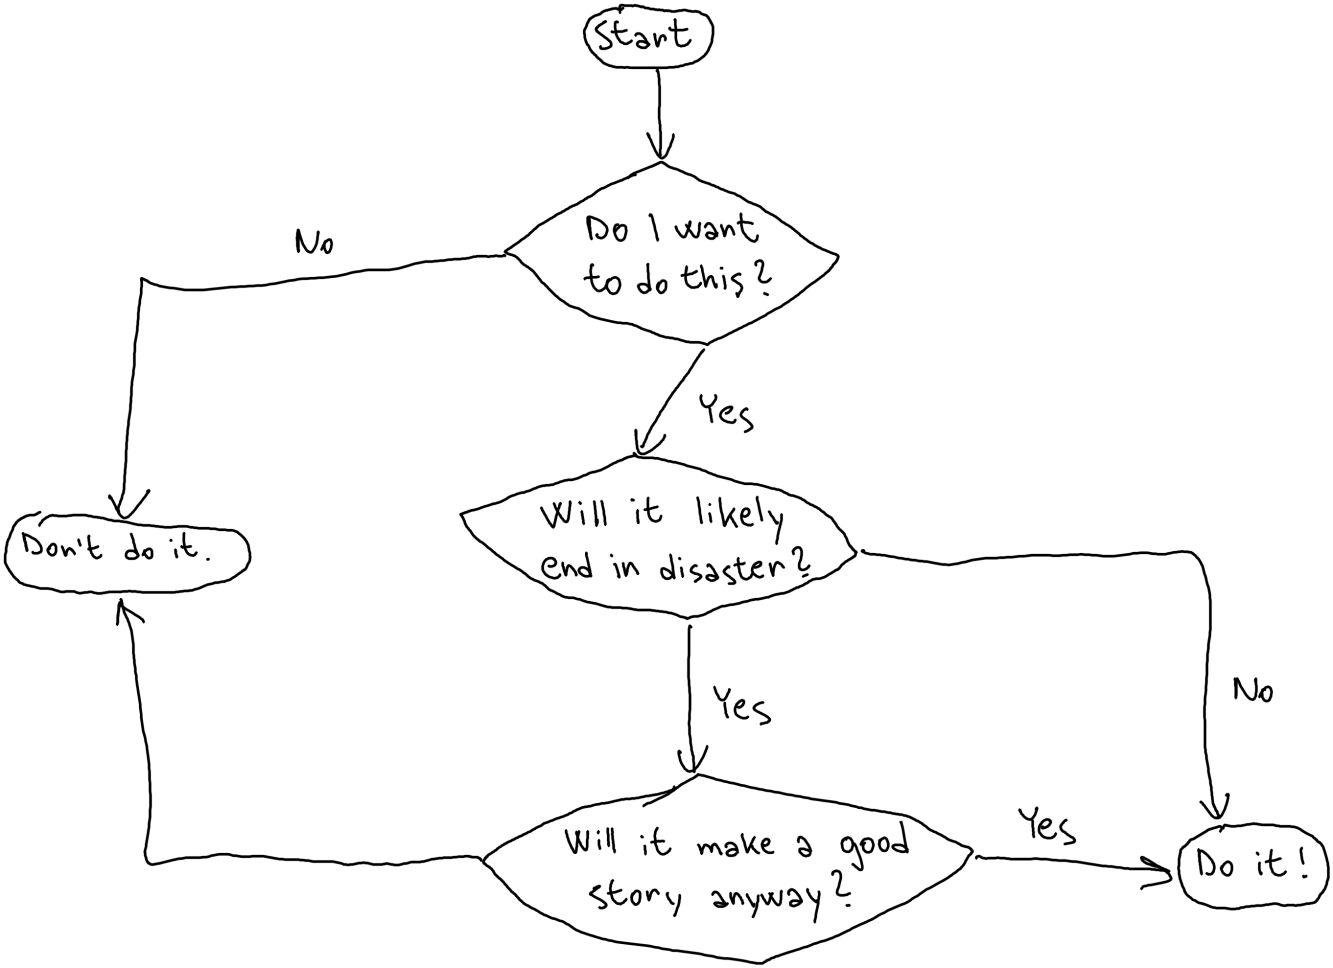 Start
Do I want
to do this?
No
Yes
Will it likely
end in disaster?
Don't do it.
No
Yes
Will it make a good
story anyway?
Yes
Do it!